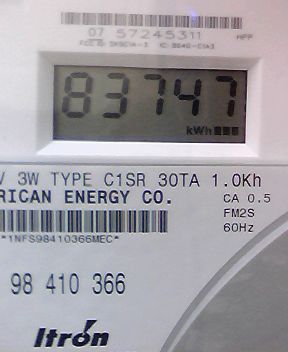 07 57245311
83747
kWh
V 3W TYPE C1SR 30TA 1.0Kh
RICAN ENERGY CO.
CA 0.5
FM2S
60Hz
*1NFS98410366MEC*
98 410 366
Itron